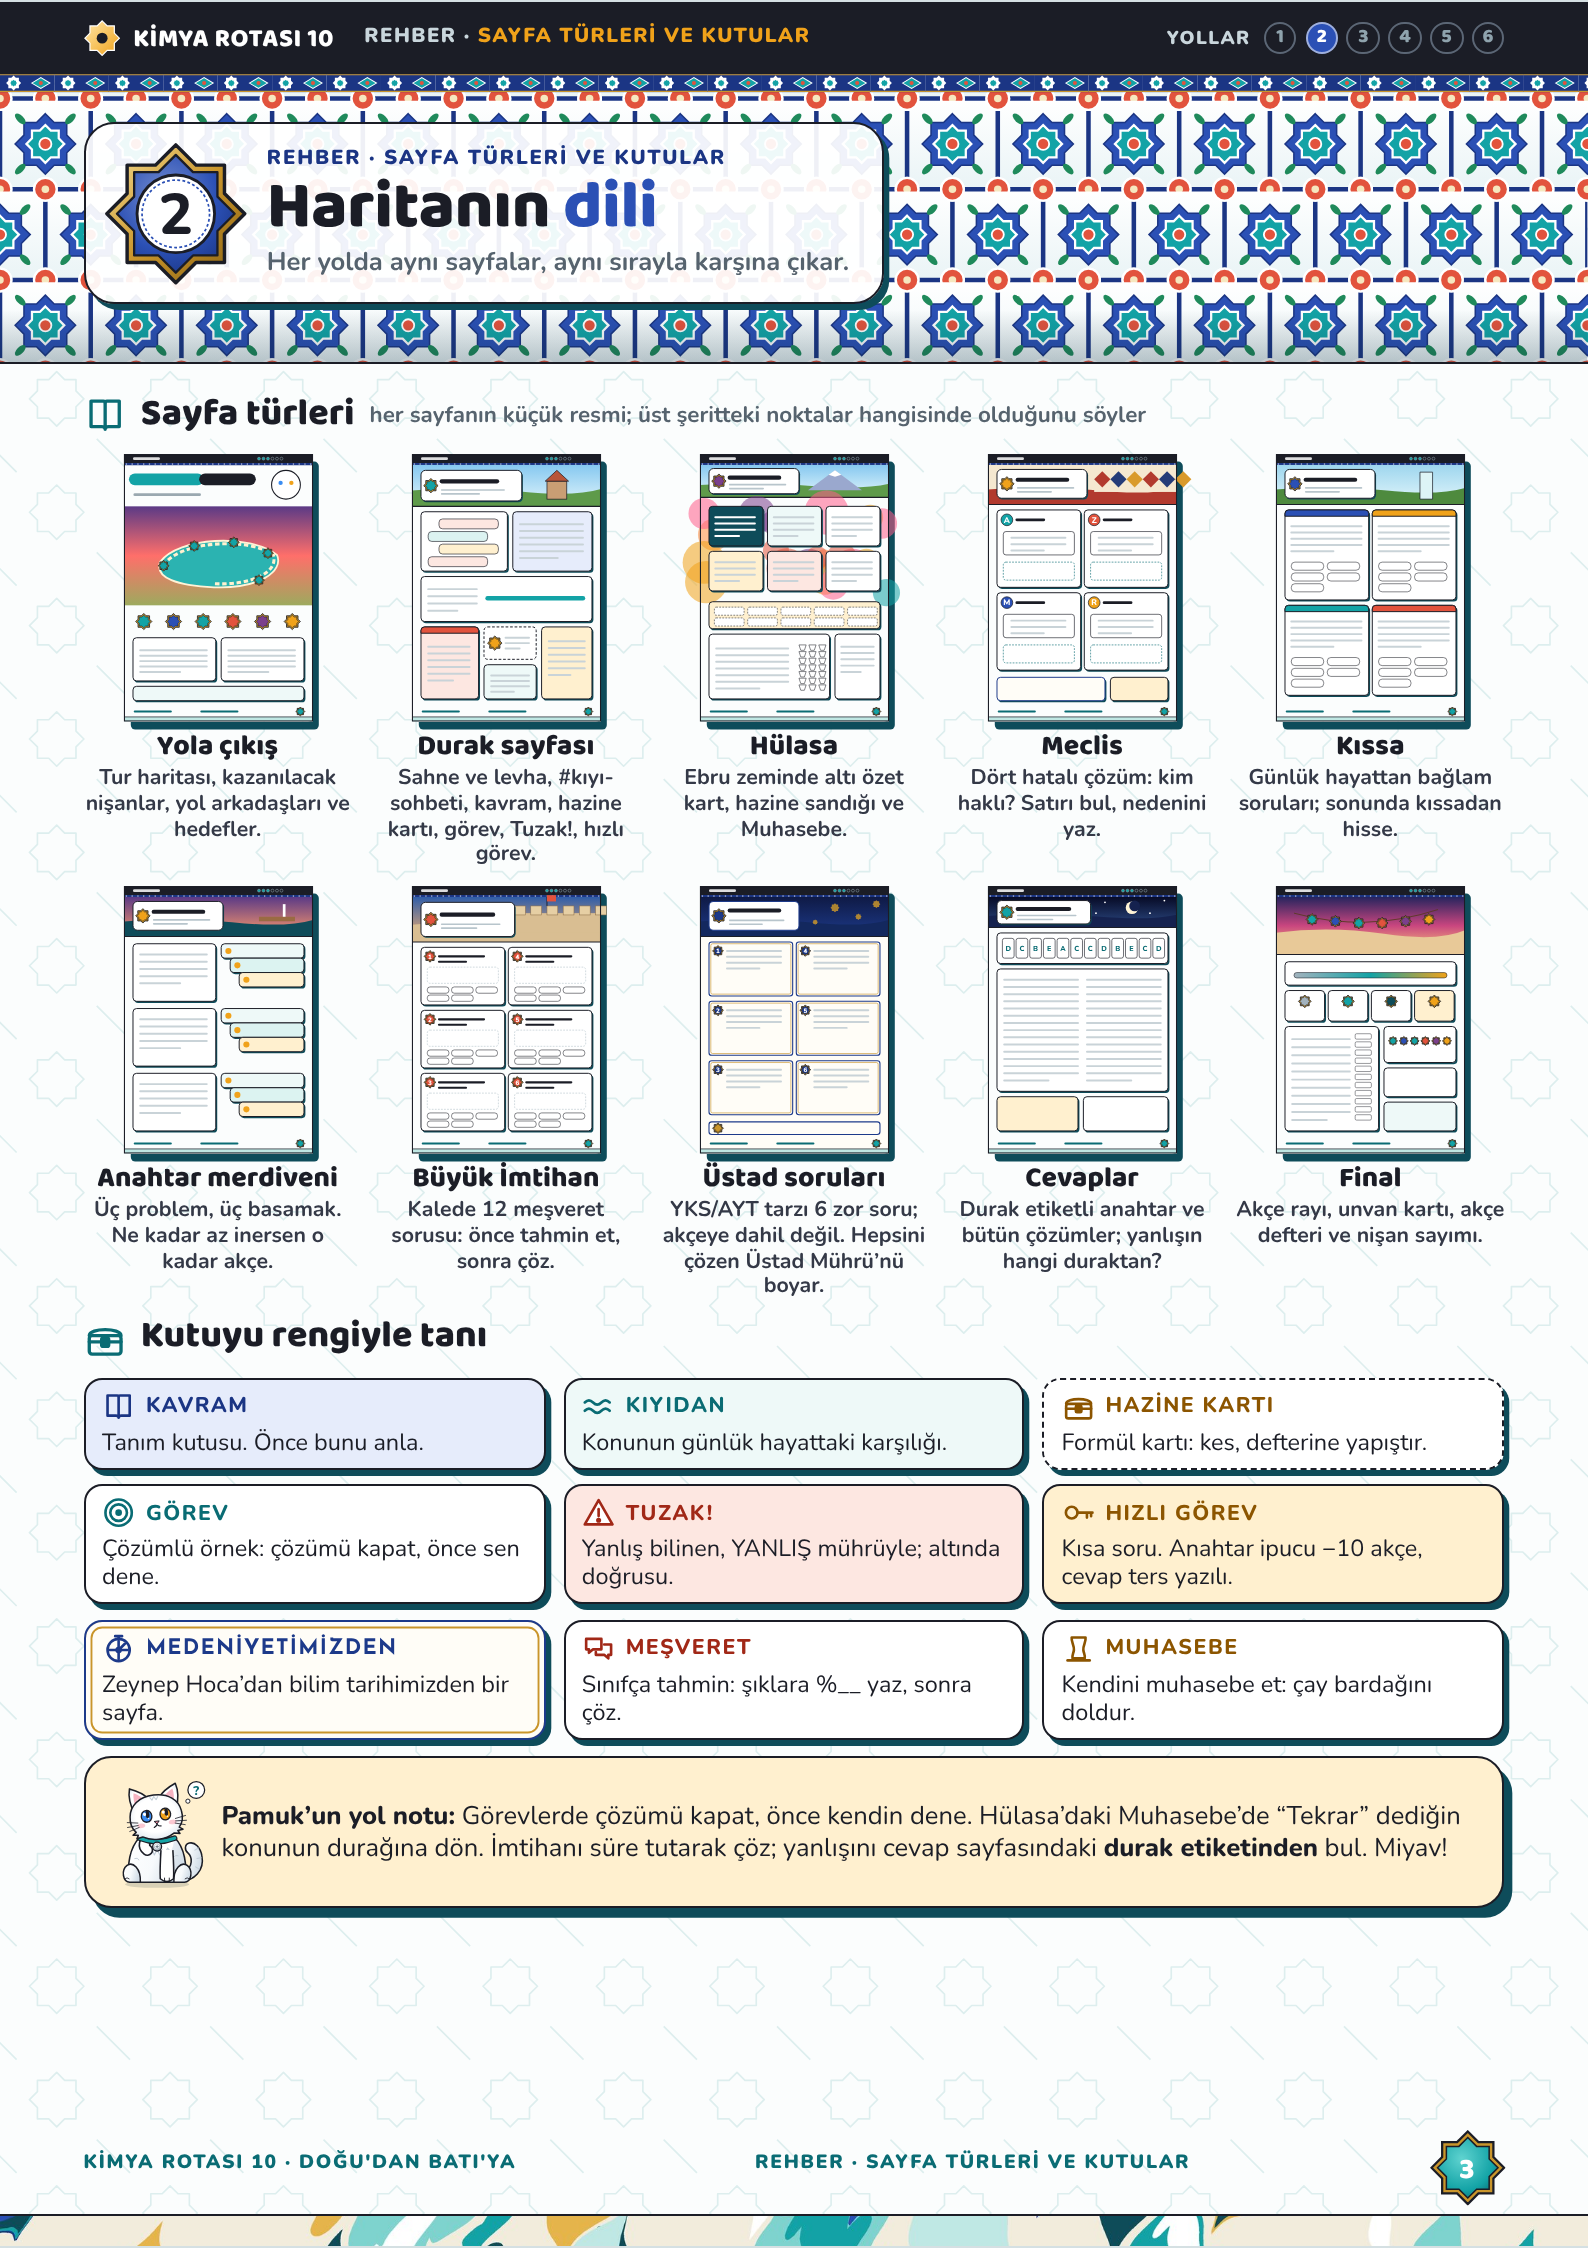 KİMYA ROTASI 10
REHBER · SAYFA TÜRLERİ VE KUTULAR
YOLLAR 1 2 3 4 5 6
2
REHBER · SAYFA TÜRLERİ VE KUTULAR
Haritanın dili
Her yolda aynı sayfalar, aynı sırayla karşına çıkar.
Sayfa türleri her sayfanın küçük resmi; üst şeritteki noktalar hangisinde olduğunu söyler
A Z
M R
Yola çıkış
Tur haritası, kazanılacak
nişanlar, yol arkadaşları ve
hedefler.
Durak sayfası
Sahne ve levha, #kıyı-
sohbeti, kavram, hazine
kartı, görev, Tuzak!, hızlı
görev.
Hülasa
Ebru zeminde altı özet
kart, hazine sandığı ve
Muhasebe.
Meclis
Dört hatalı çözüm: kim
haklı? Satırı bul, nedenini
yaz.
Kıssa
Günlük hayattan bağlam
soruları; sonunda kıssadan
hisse.
D C B E A C C D B E C D
Anahtar merdiveni
Üç problem, üç basamak.
Ne kadar az inersen o
kadar akçe.
Büyük İmtihan
Kalede 12 meşveret
sorusu: önce tahmin et,
sonra çöz.
Üstad soruları
YKS/AYT tarzı 6 zor soru;
akçeye dahil değil. Hepsini
çözen Üstad Mührü’nü
boyar.
Cevaplar
Durak etiketli anahtar ve
bütün çözümler; yanlışın
hangi duraktan?
Final
Akçe rayı, unvan kartı, akçe
defteri ve nişan sayımı.
Kutuyu rengiyle tanı
KAVRAM
Tanım kutusu. Önce bunu anla.
KIYIDAN
Konunun günlük hayattaki karşılığı.
HAZİNE KARTI
Formül kartı: kes, defterine yapıştır.
GÖREV
Çözümlü örnek: çözümü kapat, önce sen
dene.
TUZAK!
Yanlış bilinen, YANLIŞ mührüyle; altında
doğrusu.
HIZLI GÖREV
Kısa soru. Anahtar ipucu −10 akçe,
cevap ters yazılı.
MEDENİYETİMİZDEN
Zeynep Hoca’dan bilim tarihimizden bir
sayfa.
MEŞVERET
Sınıfça tahmin: şıklara %__ yaz, sonra
çöz.
MUHASEBE
Kendini muhasebe et: çay bardağını
doldur.
?
Pamuk’un yol notu: Görevlerde çözümü kapat, önce kendin dene. Hülasa’daki Muhasebe’de “Tekrar” dediğin
konunun durağına dön. İmtihanı süre tutarak çöz; yanlışını cevap sayfasındaki durak etiketinden bul. Miyav!
KİMYA ROTASI 10 · DOĞU'DAN BATI'YA
REHBER · SAYFA TÜRLERİ VE KUTULAR
3